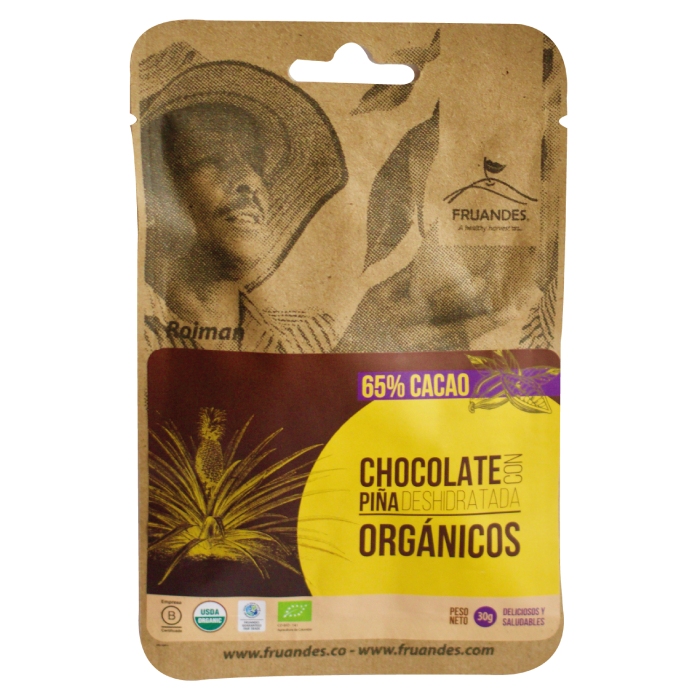 FRUANDES
A healthy harvest
Roiman
65% CACAO
CHOCOLATE CON
PIÑA DESHIDRATADA
ORGÁNICOS
Empresa
B
USDA
ORGANIC
PESO
NETO
30g
DELICIOSOS Y
SALUDABLES
www.fruandes.co - www.fruandes.com